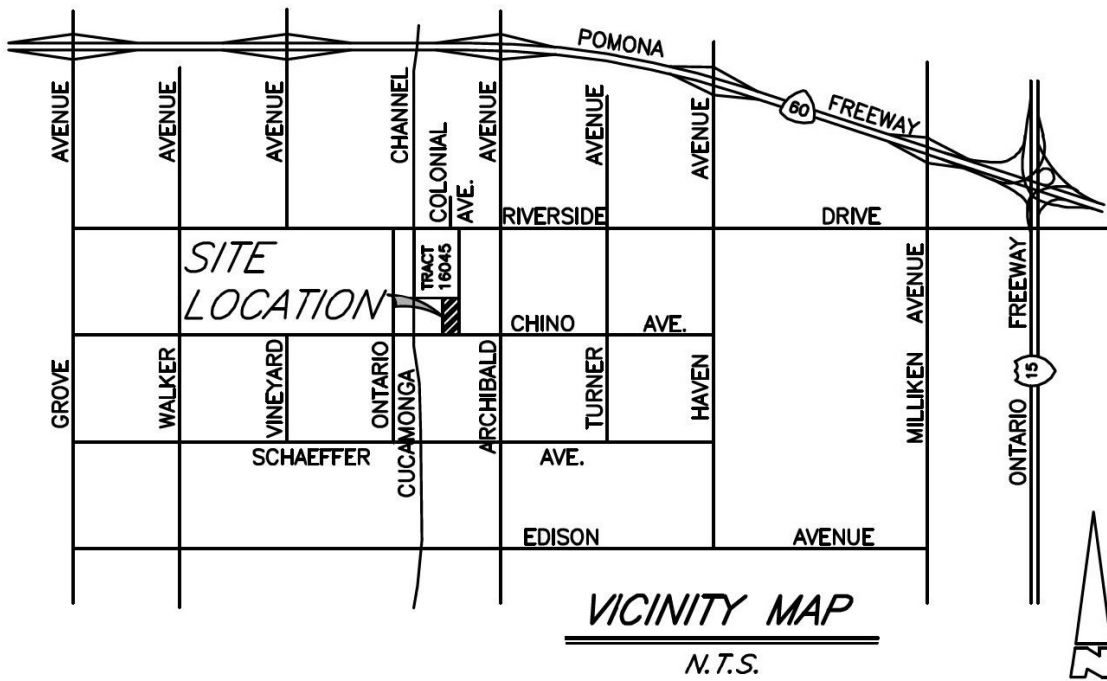 POMONA
60
FREEWAY
AVENUE
AVENUE
AVENUE
CHANNEL
COLONIAL
AVE.
AVENUE
AVENUE
AVENUE
RIVERSIDE
DRIVE
SITE
LOCATION
TRACT
16045
AVENUE
FREEWAY
CHINO
AVE.
GROVE
WALKER
VINEYARD
ONTARIO
CUCAMONGA
ARCHIBALD
TURNER
HAVEN
MILLIKEN
15
ONTARIO
SCHAEFFER
AVE.
EDISON
AVENUE
VICINITY MAP
N.T.S.
N